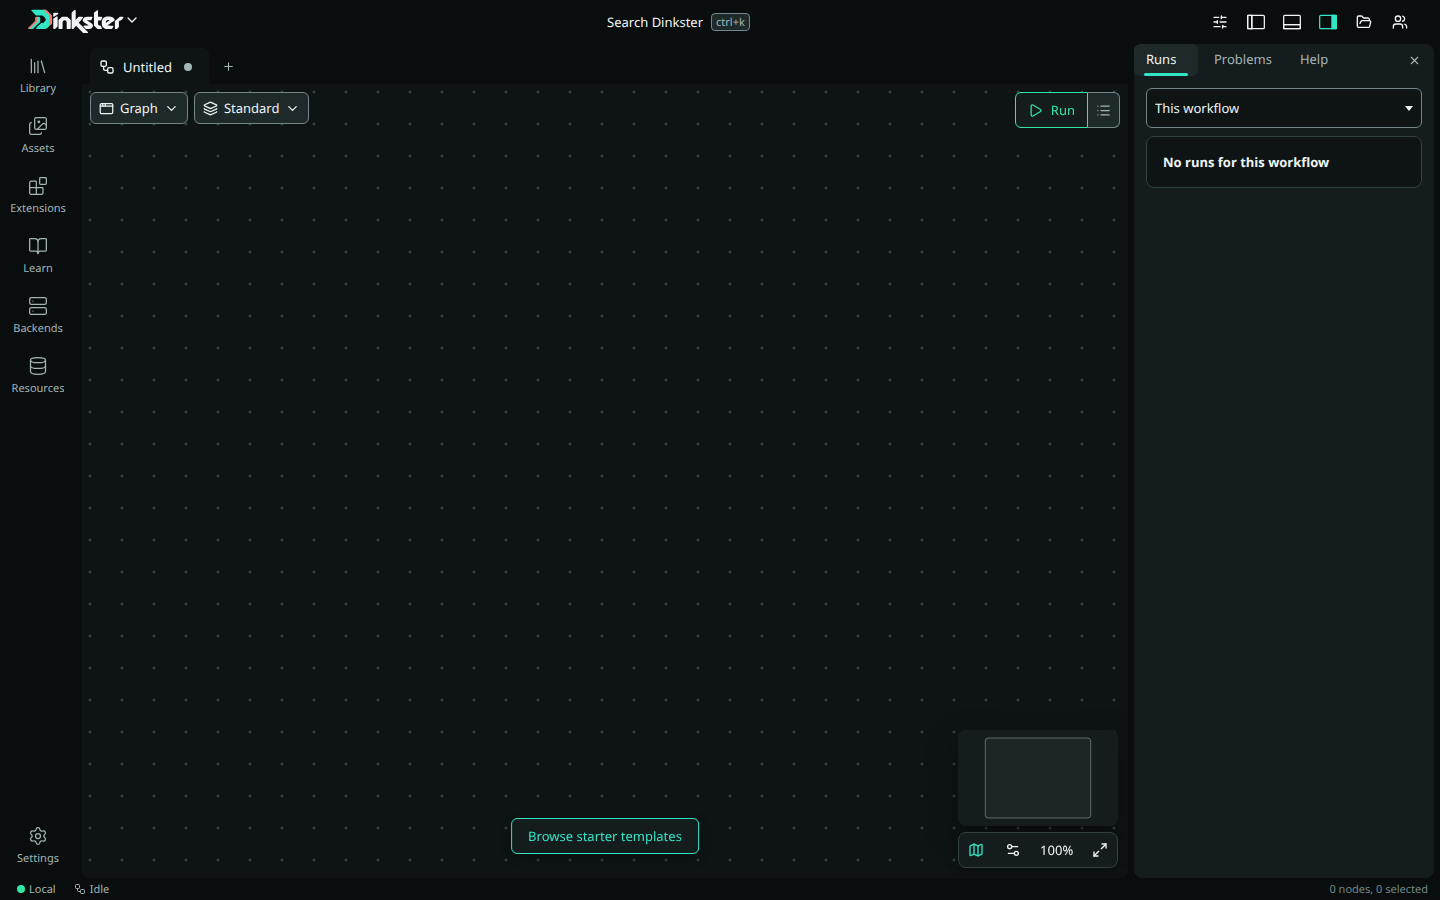 Dinkster
Search Dinkster ctrl+k
Library
Assets
Extensions
Learn
Backends
Resources
Settings
Untitled
Graph
Standard
Run
Browse starter templates
100%
Runs
Problems
Help
This workflow
No runs for this workflow
Local
Idle
0 nodes, 0 selected